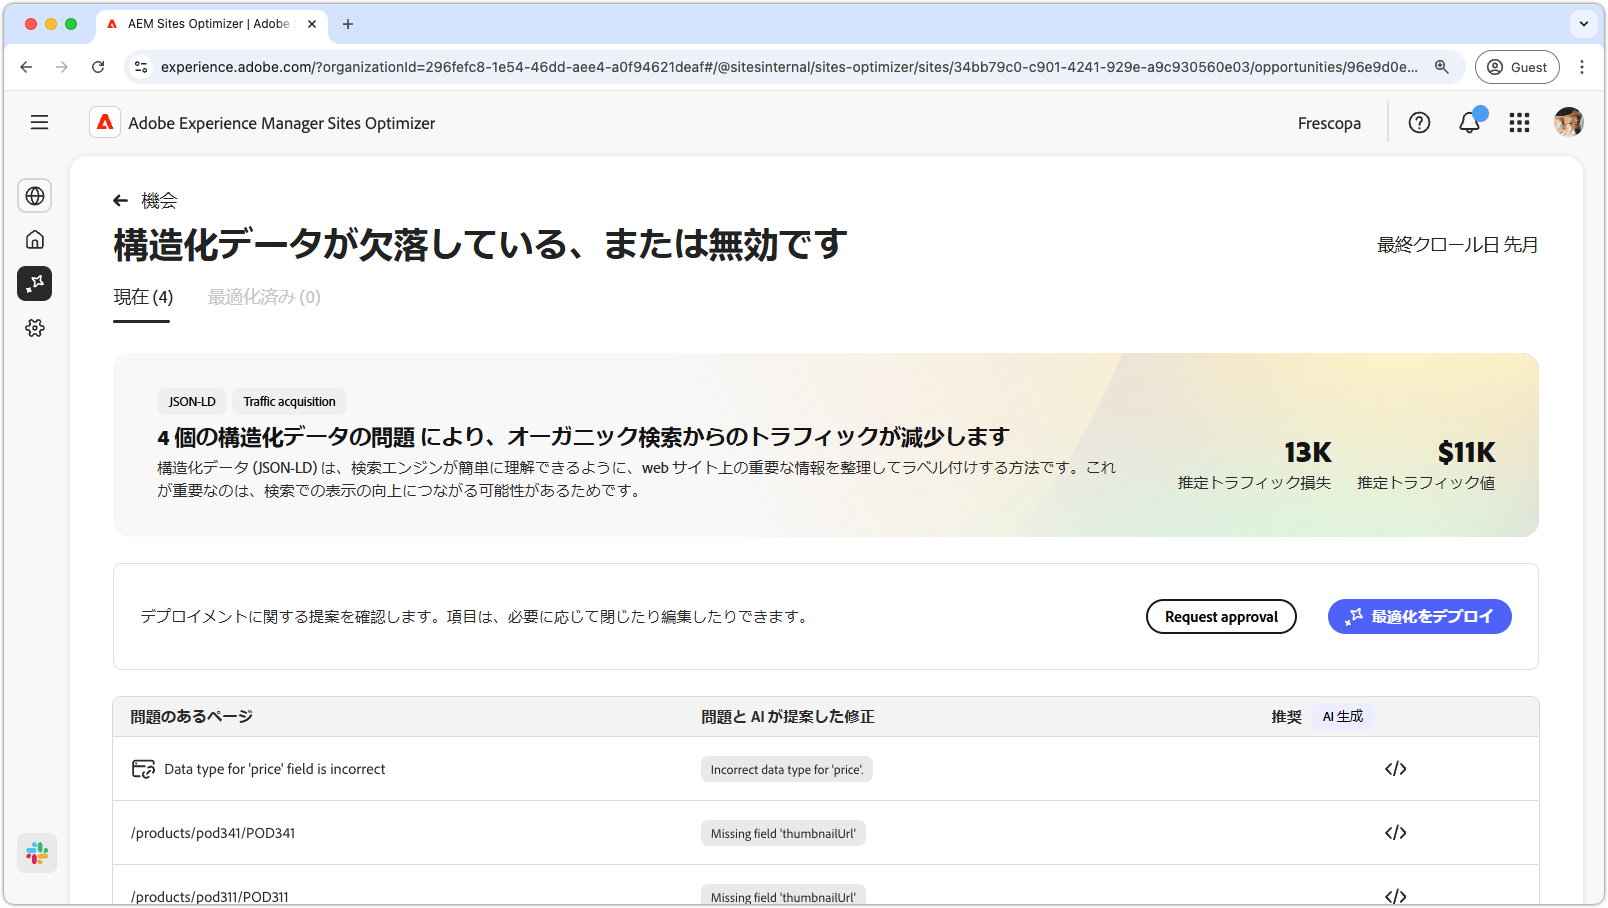 AEM Sites Optimizer | Adobe
experience.adobe.com/?organizationId=296fefc8-1e54-46dd-aee4-a0f94621deaf#/@sitesinternal/sites-optimizer/sites/34bb79c0-c901-4241-929e-a9c930560e03/opportunities/96e9d0e...
Guest
Adobe Experience Manager Sites Optimizer
Frescopa
機会
構造化データが欠落している、または無効です
最終クロール日 先月
現在 (4)
最適化済み (0)
JSON-LD
Traffic acquisition
4 個の構造化データの問題 により、オーガニック検索からのトラフィックが減少します
構造化データ (JSON-LD) は、検索エンジンが簡単に理解できるように、web サイト上の重要な情報を整理してラベル付けする方法です。これ
が重要なのは、検索での表示の向上につながる可能性があるためです。
13K
推定トラフィック損失
$11K
推定トラフィック値
デプロイメントに関する提案を確認します。項目は、必要に応じて閉じたり編集したりできます。
Request approval
最適化をデプロイ
問題のあるページ
問題と AI が提案した修正
推奨
AI 生成
Data type for 'price' field is incorrect
Incorrect data type for 'price'.
/products/pod341/POD341
Missing field 'thumbnailUrl'
/products/pod311/POD311
Missing field 'thumbnailUrl'